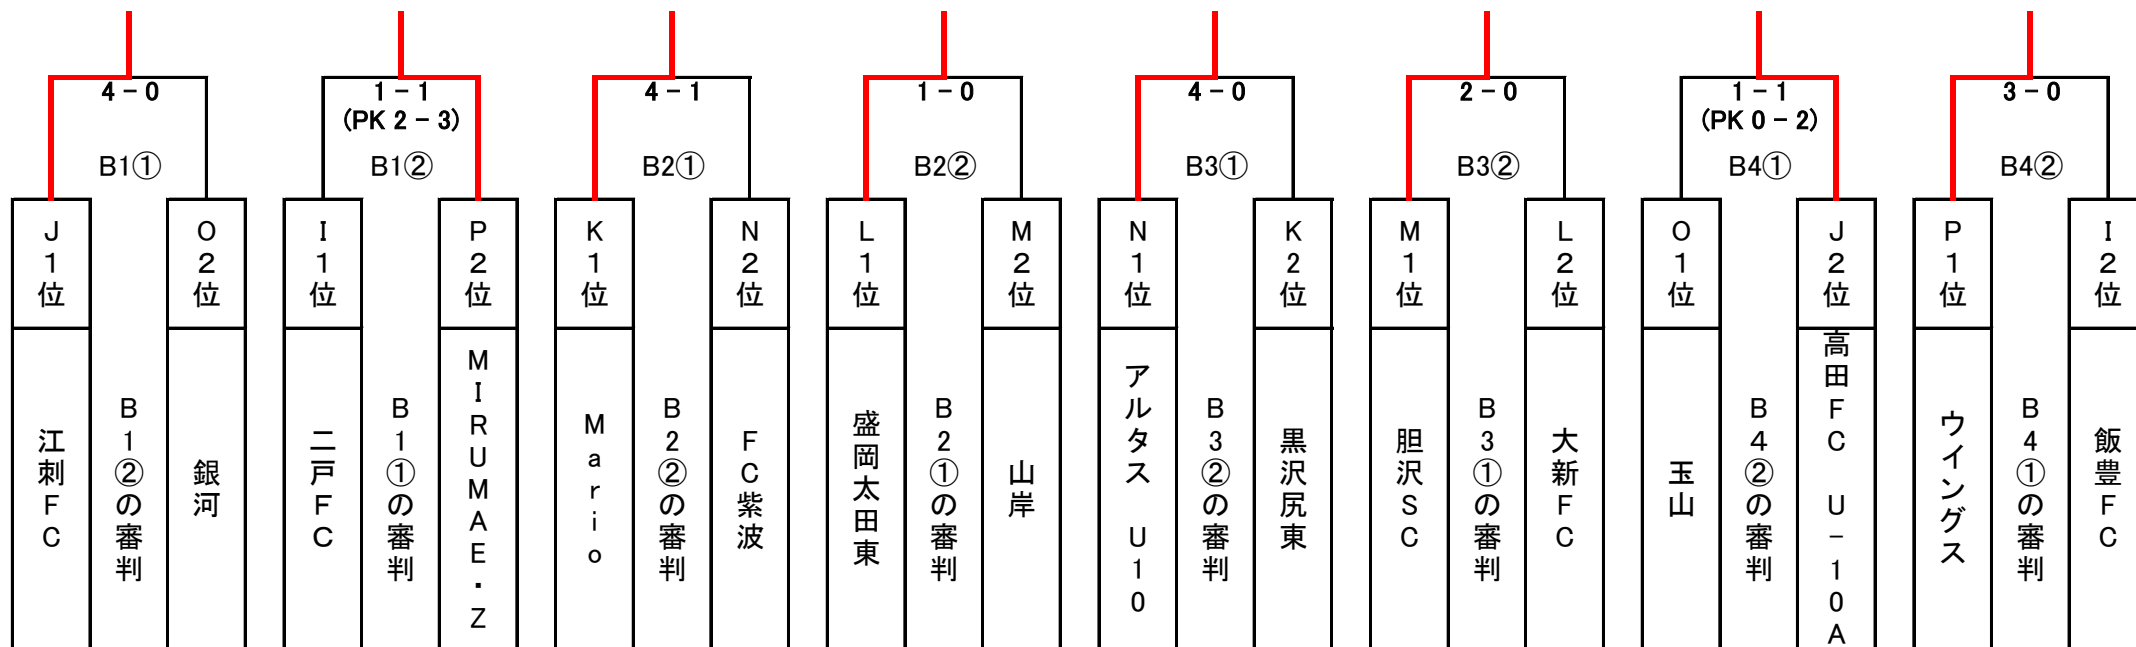 4－0
1－1
(PK 2－3)
4－1
1－0
4－0
2－0
1－1
(PK 0－2)
3－0
B1①
B1②
B2①
B2②
B3①
B3②
B4①
B4②
J1位
O2位
I1位
P2位
K1位
N2位
L1位
M2位
N1位
K2位
M1位
L2位
O1位
J2位
P1位
I2位
江刺FC
B1②の審判
銀河
二戸FC
B1①の審判
MIRUMAE・Z
Mario
B2②の審判
FC紫波
盛岡太田東
B2①の審判
山岸
アルタス U10
B3②の審判
黒沢尻東
胆沢SC
B3①の審判
大新FC
玉山
B4②の審判
高田FC U－10A
ウイングス
B4①の審判
飯豊FC